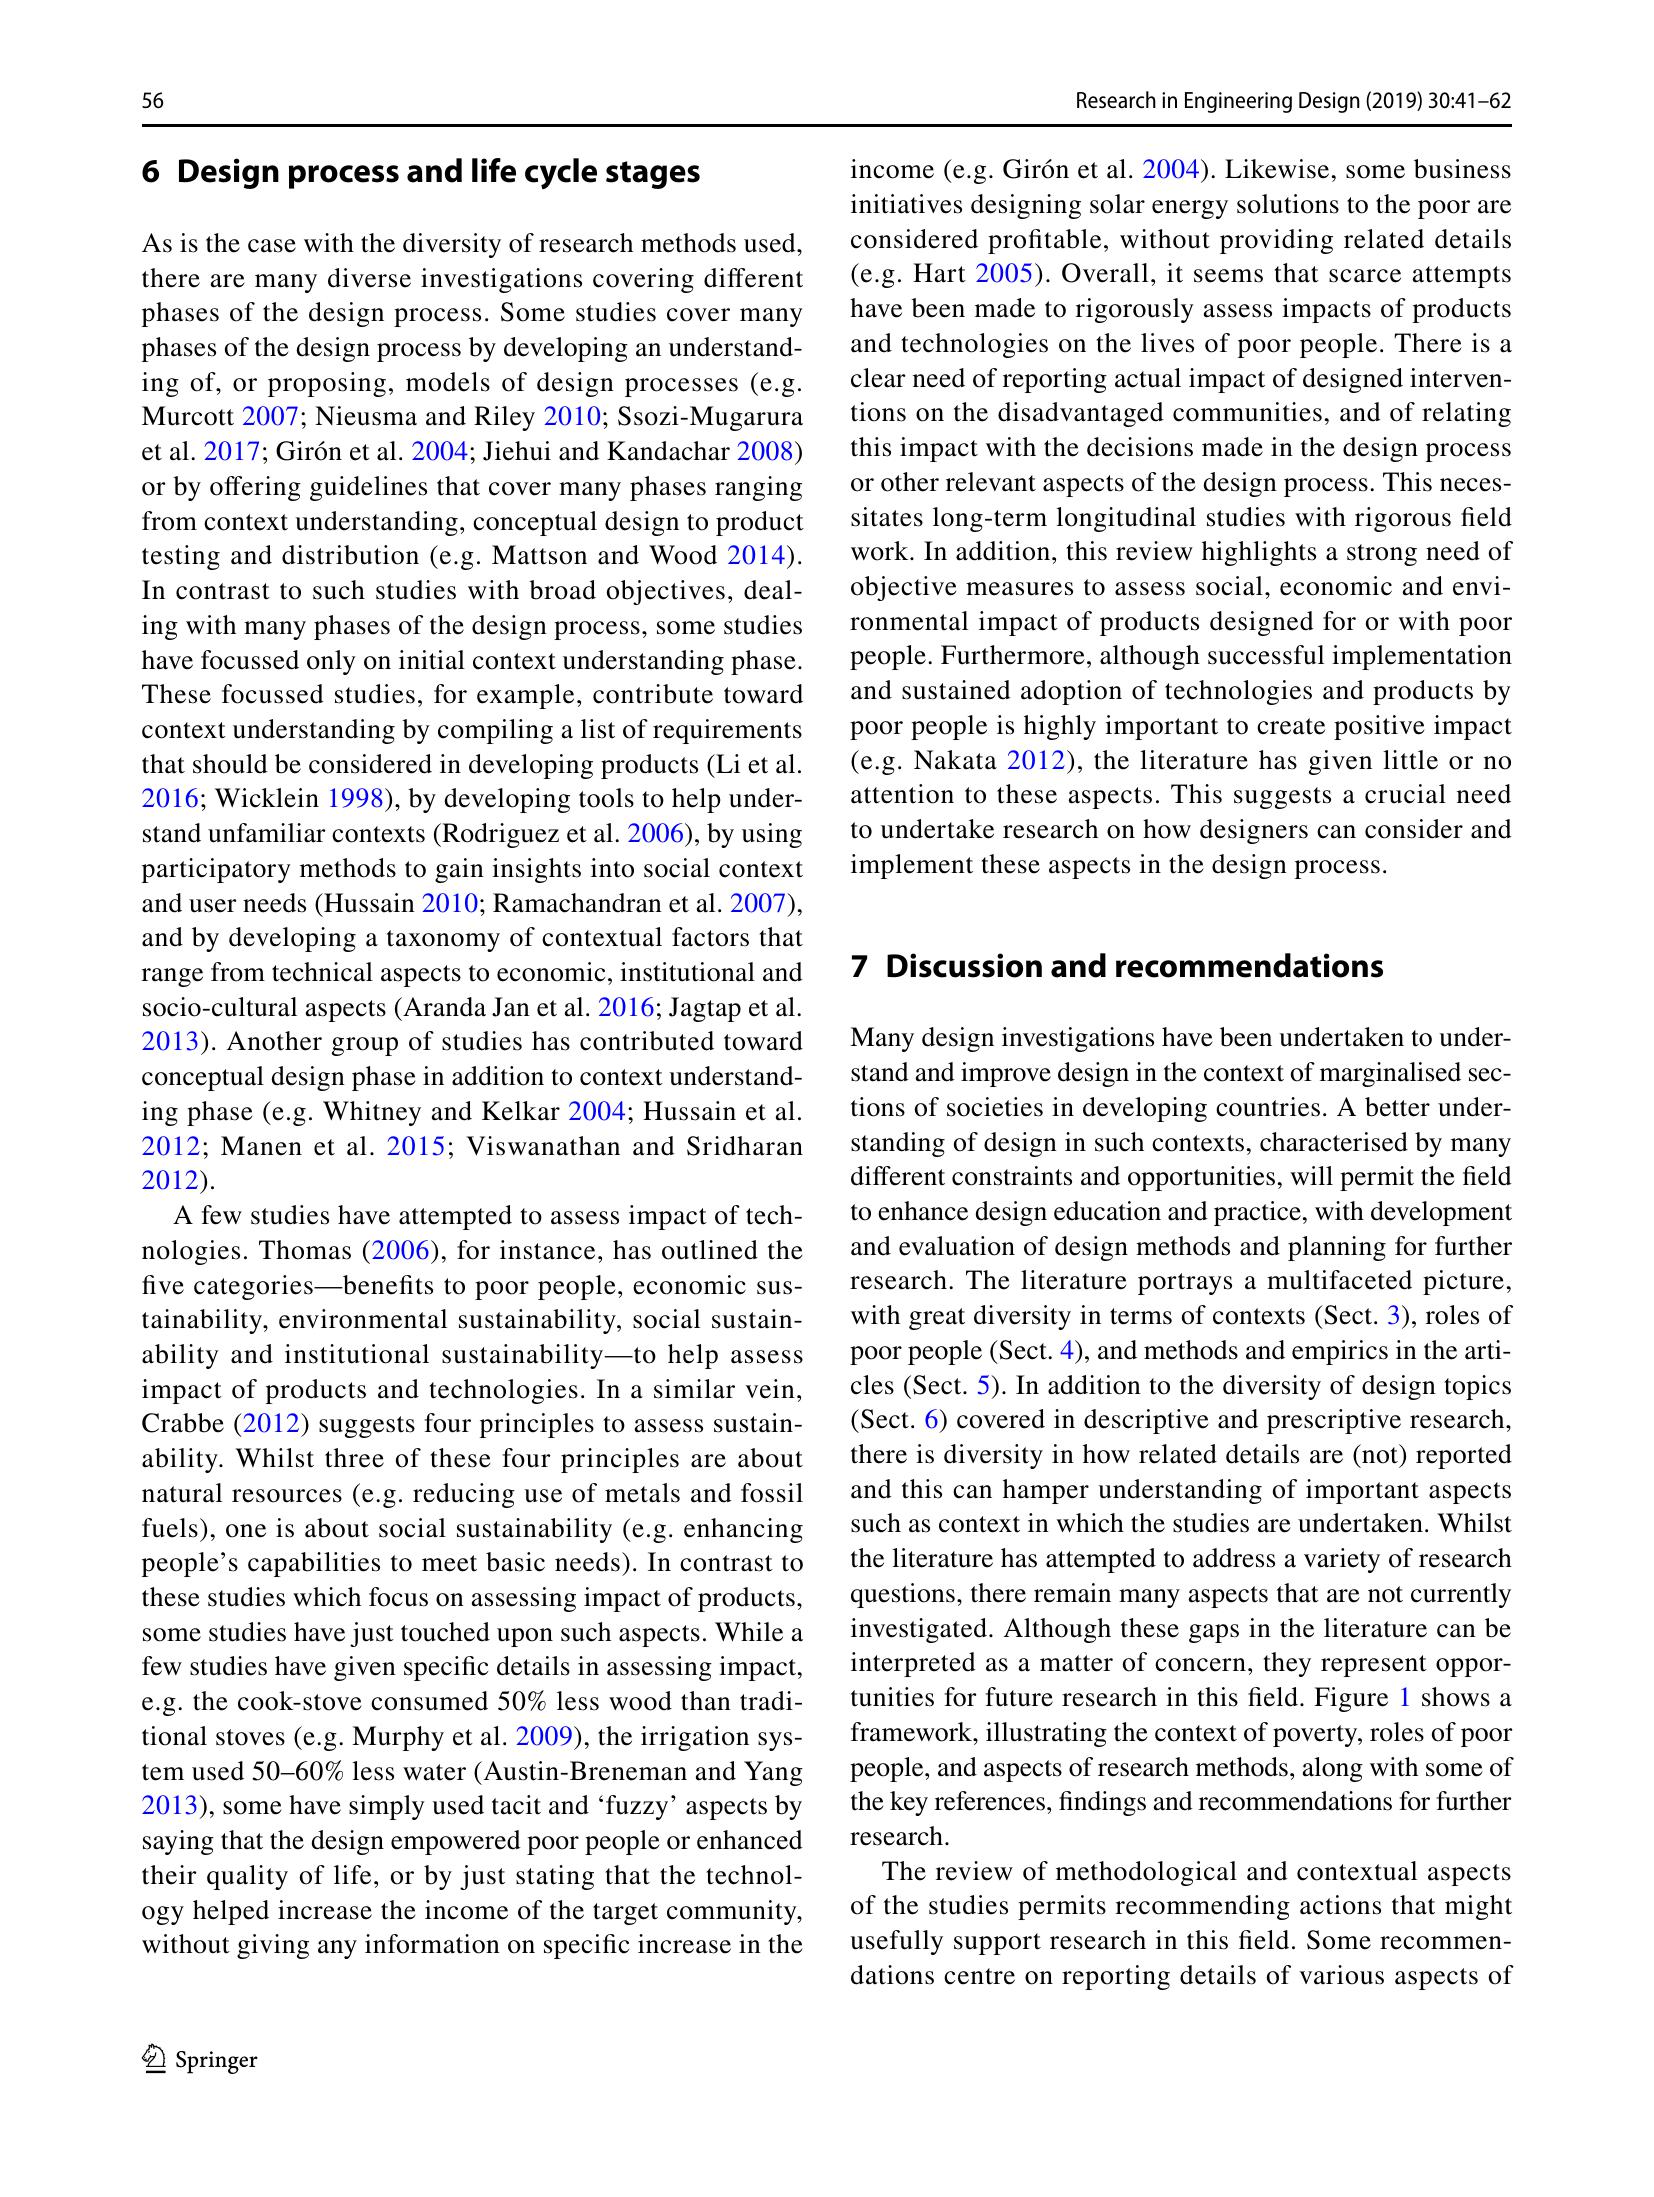 56
Research in Engineering Design (2019) 30:41–62
6 Design process and life cycle stages
As is the case with the diversity of research methods used,
there are many diverse investigations covering different
phases of the design process. Some studies cover many
phases of the design process by developing an understand-
ing of, or proposing, models of design processes (e.g.
Murcott 2007; Nieusma and Riley 2010; Ssozi-Mugarura
et al. 2017; Girón et al. 2004; Jiehui and Kandachar 2008)
or by offering guidelines that cover many phases ranging
from context understanding, conceptual design to product
testing and distribution (e.g. Mattson and Wood 2014).
In contrast to such studies with broad objectives, deal-
ing with many phases of the design process, some studies
have focussed only on initial context understanding phase.
These focussed studies, for example, contribute toward
context understanding by compiling a list of requirements
that should be considered in developing products (Li et al.
2016; Wicklein 1998), by developing tools to help under-
stand unfamiliar contexts (Rodriguez et al. 2006), by using
participatory methods to gain insights into social context
and user needs (Hussain 2010; Ramachandran et al. 2007),
and by developing a taxonomy of contextual factors that
range from technical aspects to economic, institutional and
socio-cultural aspects (Aranda Jan et al. 2016; Jagtap et al.
2013). Another group of studies has contributed toward
conceptual design phase in addition to context understand-
ing phase (e.g. Whitney and Kelkar 2004; Hussain et al.
2012; Manen et al. 2015; Viswanathan and Sridharan
2012).
A few studies have attempted to assess impact of tech-
nologies. Thomas (2006), for instance, has outlined the
five categories—benefits to poor people, economic sus-
tainability, environmental sustainability, social sustain-
ability and institutional sustainability—to help assess
impact of products and technologies. In a similar vein,
Crabbe (2012) suggests four principles to assess sustain-
ability. Whilst three of these four principles are about
natural resources (e.g. reducing use of metals and fossil
fuels), one is about social sustainability (e.g. enhancing
people's capabilities to meet basic needs). In contrast to
these studies which focus on assessing impact of products,
some studies have just touched upon such aspects. While a
few studies have given specific details in assessing impact,
e.g. the cook-stove consumed 50% less wood than tradi-
tional stoves (e.g. Murphy et al. 2009), the irrigation sys-
tem used 50–60% less water (Austin-Breneman and Yang
2013), some have simply used tacit and ‘fuzzy’ aspects by
saying that the design empowered poor people or enhanced
their quality of life, or by just stating that the technol-
ogy helped increase the income of the target community,
without giving any information on specific increase in the
income (e.g. Girón et al. 2004). Likewise, some business
initiatives designing solar energy solutions to the poor are
considered profitable, without providing related details
(e.g. Hart 2005). Overall, it seems that scarce attempts
have been made to rigorously assess impacts of products
and technologies on the lives of poor people. There is a
clear need of reporting actual impact of designed interven-
tions on the disadvantaged communities, and of relating
this impact with the decisions made in the design process
or other relevant aspects of the design process. This neces-
sitates long-term longitudinal studies with rigorous field
work. In addition, this review highlights a strong need of
objective measures to assess social, economic and envi-
ronmental impact of products designed for or with poor
people. Furthermore, although successful implementation
and sustained adoption of technologies and products by
poor people is highly important to create positive impact
(e.g. Nakata 2012), the literature has given little or no
attention to these aspects. This suggests a crucial need
to undertake research on how designers can consider and
implement these aspects in the design process.
7 Discussion and recommendations
Many design investigations have been undertaken to under-
stand and improve design in the context of marginalised sec-
tions of societies in developing countries. A better under-
standing of design in such contexts, characterised by many
different constraints and opportunities, will permit the field
to enhance design education and practice, with development
and evaluation of design methods and planning for further
research. The literature portrays a multifaceted picture,
with great diversity in terms of contexts (Sect. 3), roles of
poor people (Sect. 4), and methods and empirics in the arti-
cles (Sect. 5). In addition to the diversity of design topics
(Sect. 6) covered in descriptive and prescriptive research,
there is diversity in how related details are (not) reported
and this can hamper understanding of important aspects
such as context in which the studies are undertaken. Whilst
the literature has attempted to address a variety of research
questions, there remain many aspects that are not currently
investigated. Although these gaps in the literature can be
interpreted as a matter of concern, they represent oppor-
tunities for future research in this field. Figure 1 shows a
framework, illustrating the context of poverty, roles of poor
people, and aspects of research methods, along with some of
the key references, findings and recommendations for further
research.
The review of methodological and contextual aspects
of the studies permits recommending actions that might
usefully support research in this field. Some recommen-
dations centre on reporting details of various aspects of
Springer